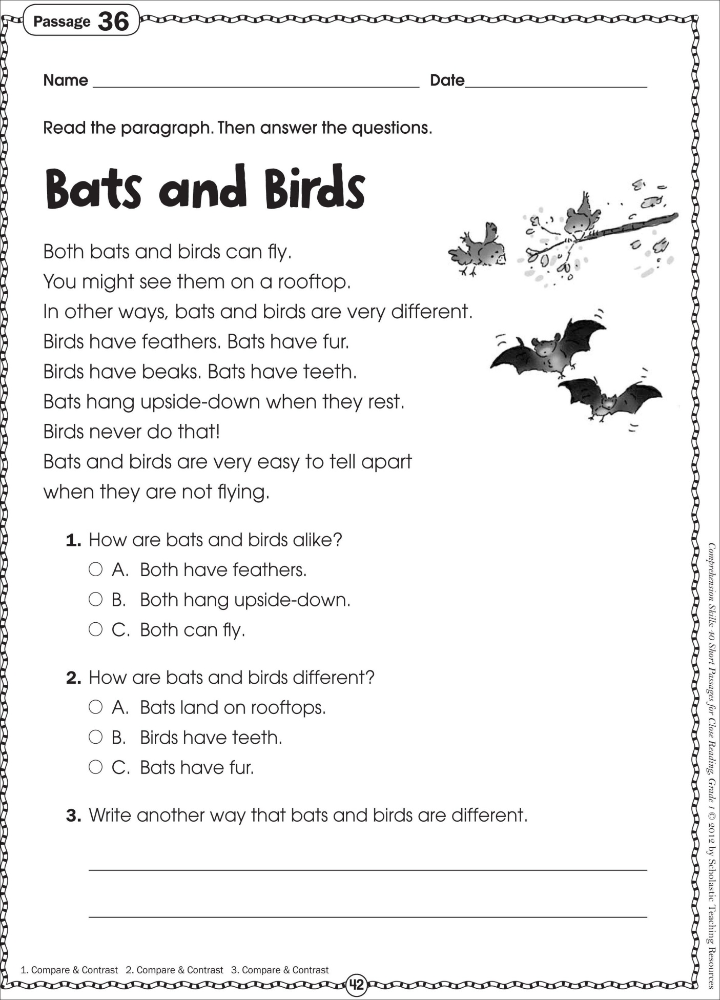 Passage 36
Name Date
Read the paragraph. Then answer the questions.
Bats and Birds
Both bats and birds can fly.
You might see them on a rooftop.
In other ways, bats and birds are very different.
Birds have feathers. Bats have fur.
Birds have beaks. Bats have teeth.
Bats hang upside-down when they rest.
Birds never do that!
Bats and birds are very easy to tell apart
when they are not flying.
1. How are bats and birds alike?
A. Both have feathers.
B. Both hang upside-down.
C. Both can fly.
2. How are bats and birds different?
A. Bats land on rooftops.
B. Birds have teeth.
C. Bats have fur.
3. Write another way that bats and birds are different.
1. Compare & Contrast 2. Compare & Contrast 3. Compare & Contrast
42
Comprehension Skills: 40 Short Passages for Close Reading, Grade 1 © 2012 by Scholastic Teaching Resources